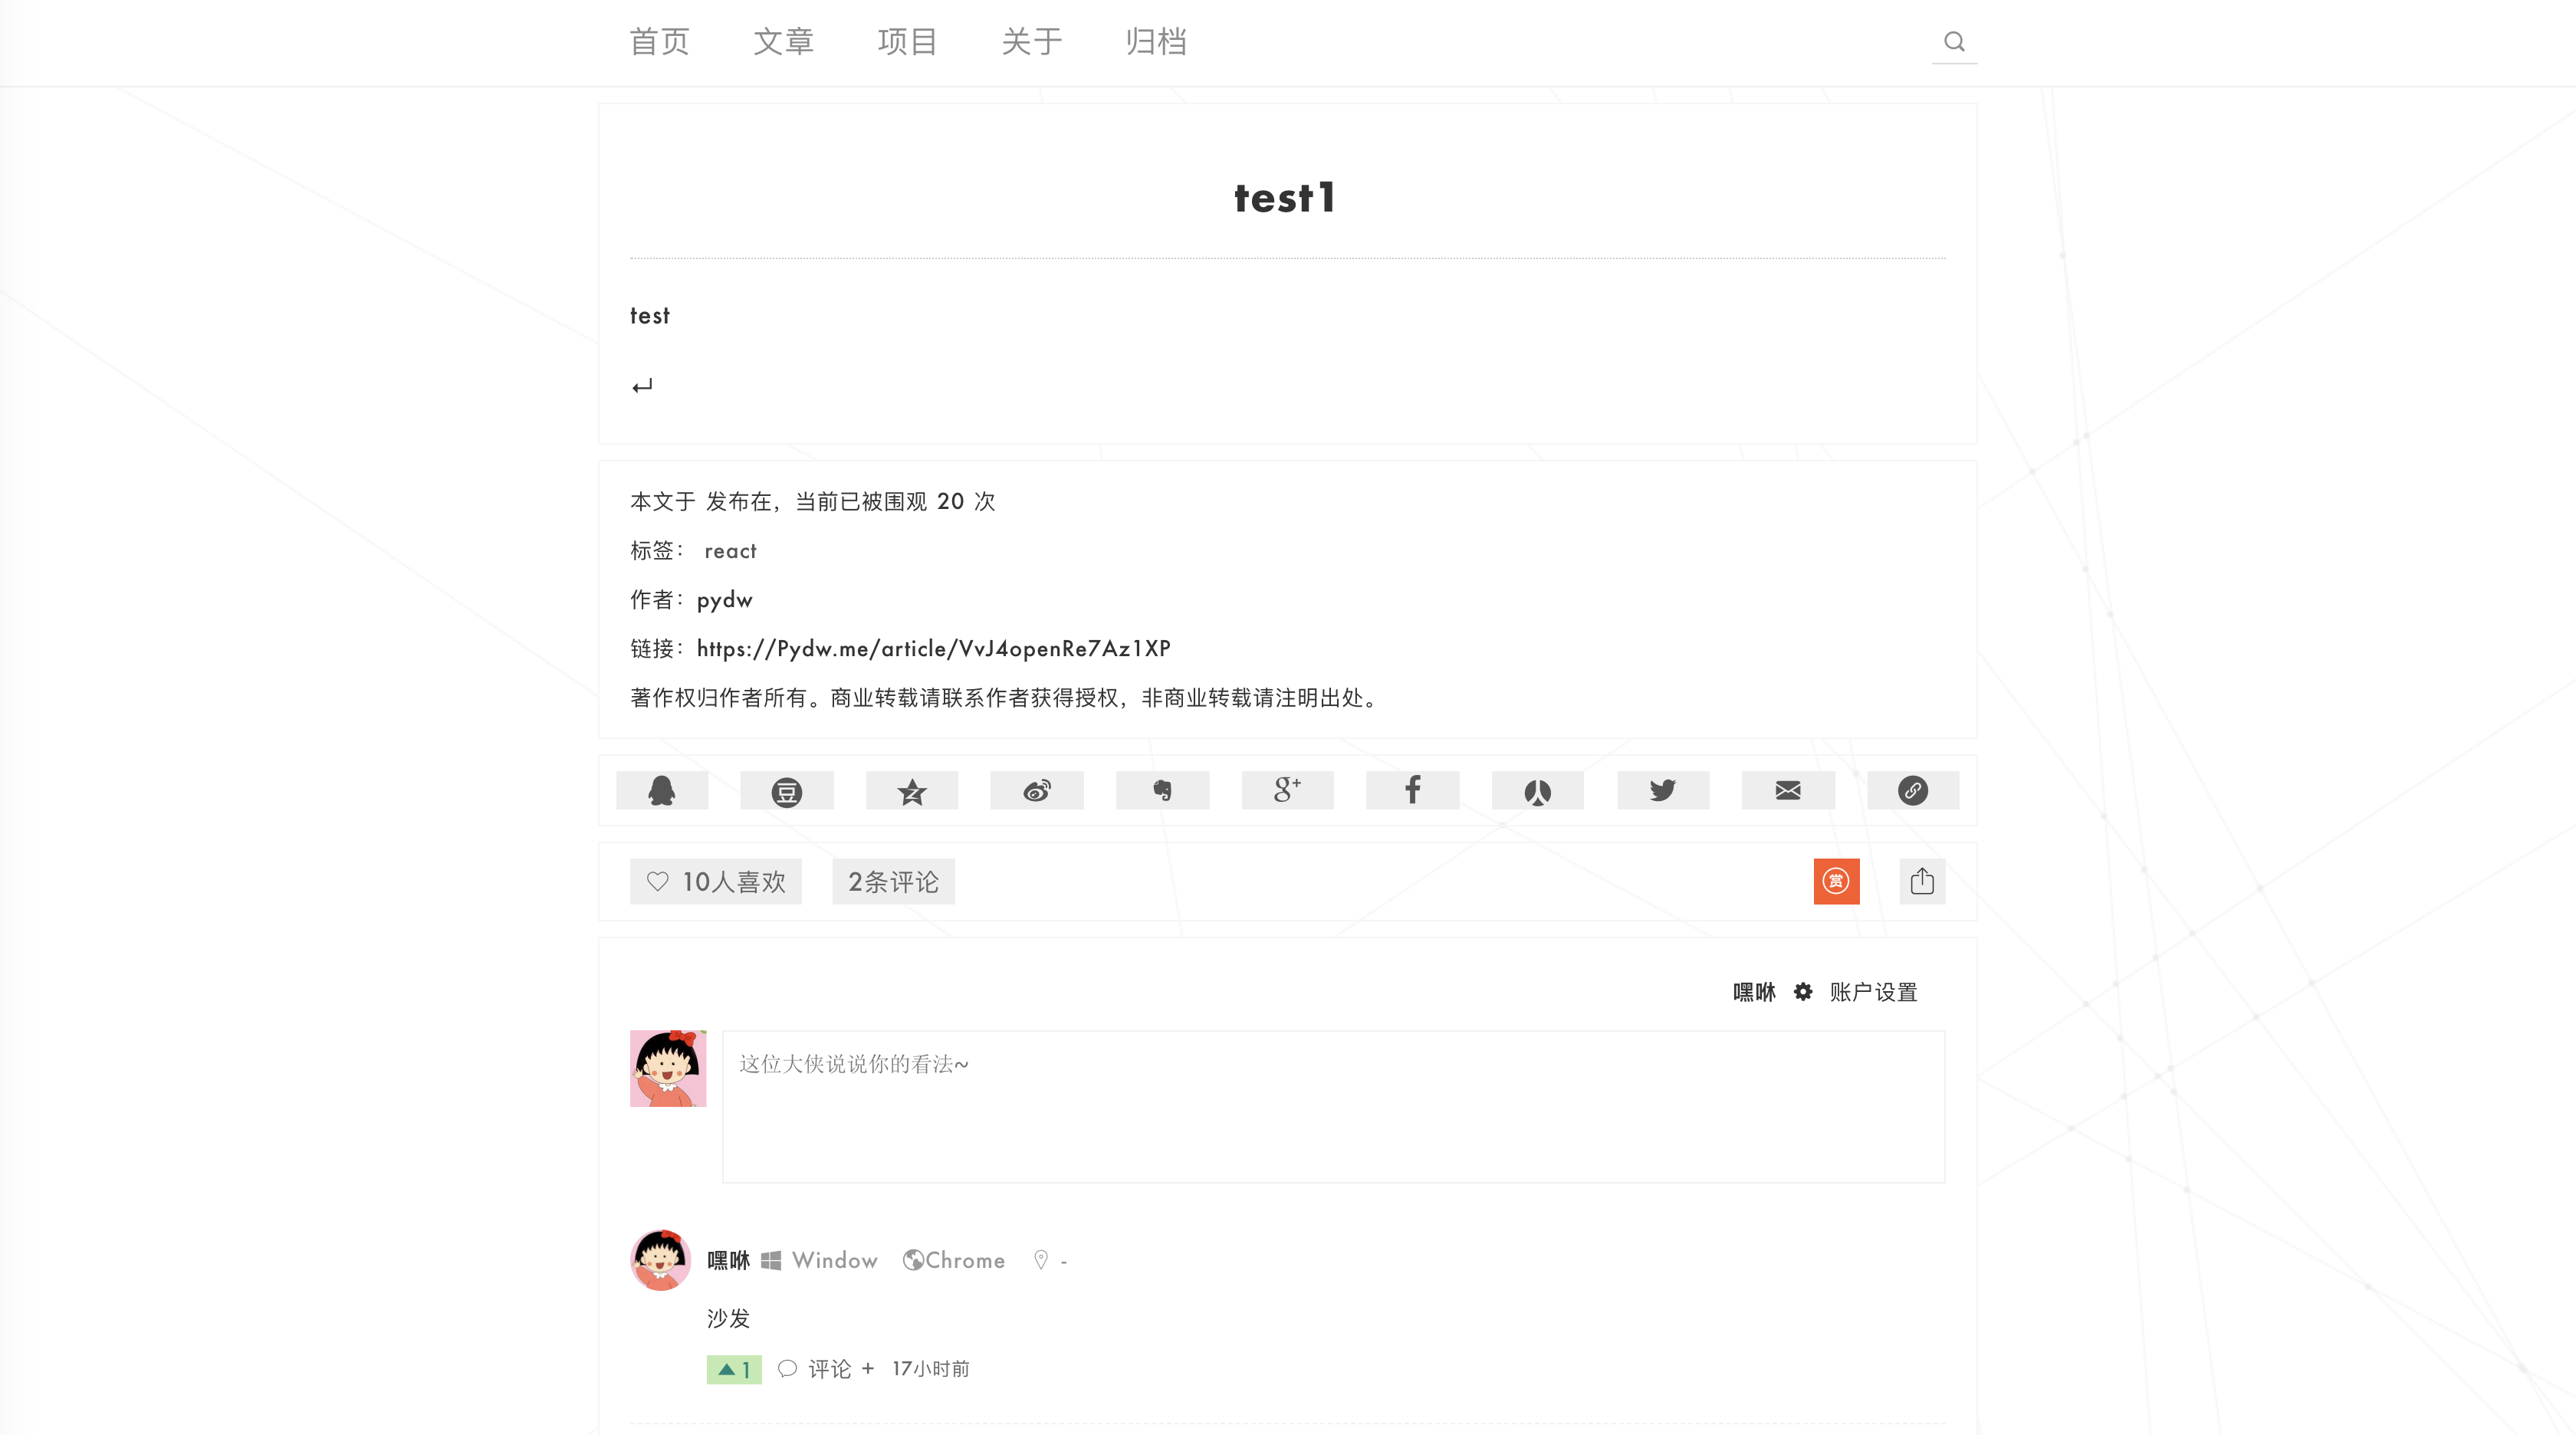 首页 文章 项目 关于 归档
test1
test
↵
本文于 发布在，当前已被围观 20 次
标签： react
作者：pydw
链接：https://Pydw.me/article/VvJ4openRe7Az1XP
著作权归作者所有。商业转载请联系作者获得授权，非商业转载请注明出处。
豆 g+ f
10人喜欢 2条评论 赏
嘿咻 账户设置
这位大侠说说你的看法~
嘿咻 Window Chrome -
沙发
1 评论 + 17小时前